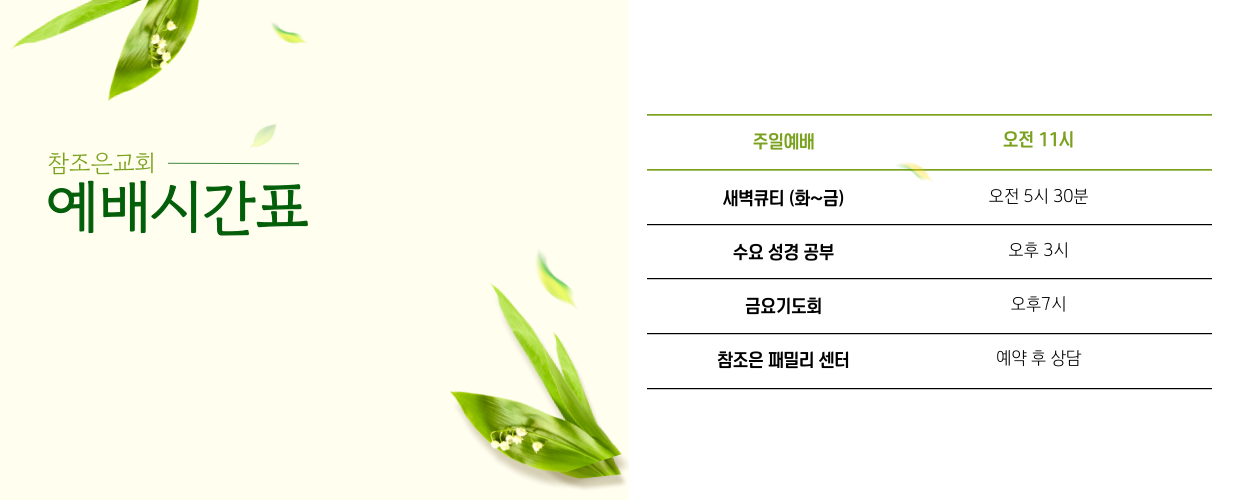 참조은교회
예배시간표
주일예배 오전 11시
새벽큐티 (화~금) 오전 5시 30분
수요 성경 공부 오후 3시
금요기도회 오후7시
참조은 패밀리 센터 예약 후 상담